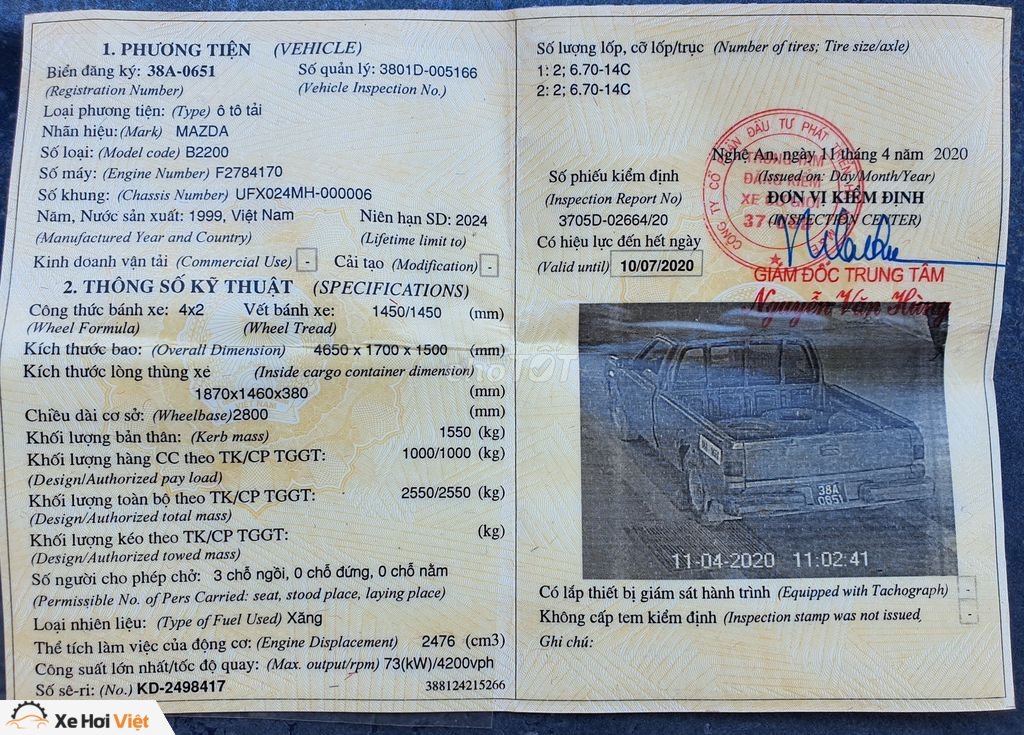 1. PHƯƠNG TIỆN (VEHICLE)
Biển đăng ký: 38A-0651 Số quản lý: 3801D-005166
(Registration Number) (Vehicle Inspection No.)
Loại phương tiện: (Type) ô tô tải
Nhãn hiệu: (Mark) MAZDA
Số loại: (Model code) B2200
Số máy: (Engine Number) F2784170
Số khung: (Chassis Number) UFX024MH-000006
Năm, Nước sản xuất: 1999, Việt Nam Niên hạn SD: 2024
(Manufactured Year and Country) (Lifetime limit to)
Kinh doanh vận tải (Commercial Use) - Cải tạo (Modification) -
2. THÔNG SỐ KỸ THUẬT (SPECIFICATIONS)
Công thức bánh xe: 4x2 Vết bánh xe: 1450/1450 (mm)
(Wheel Formula) (Wheel Tread)
Kích thước bao: (Overall Dimension) 4650 x 1700 x 1500 (mm)
Kích thước lòng thùng xe (Inside cargo container dimension)
1870x1460x380 (mm)
Chiều dài cơ sở: (Wheelbase) 2800 (mm)
Khối lượng bản thân: (Kerb mass) 1550 (kg)
Khối lượng hàng CC theo TK/CP TGGT: 1000/1000 (kg)
(Design/Authorized pay load)
Khối lượng toàn bộ theo TK/CP TGGT: 2550/2550 (kg)
(Design/Authorized total mass)
Khối lượng kéo theo TK/CP TGGT: (kg)
(Design/Authorized towed mass)
Số người cho phép chở: 3 chỗ ngồi, 0 chỗ đứng, 0 chỗ nằm
(Permissible No. of Pers Carried: seat, stood place, laying place)
Loại nhiên liệu: (Type of Fuel Used) Xăng
Thể tích làm việc của động cơ: (Engine Displacement) 2476 (cm3)
Công suất lớn nhất/tốc độ quay: (Max. output/rpm) 73(kW)/4200vph
Số sê-ri: (No.) KD-2498417 388124215266
Số lượng lốp, cỡ lốp/trục (Number of tires; Tire size/axle)
1: 2; 6.70-14C
2: 2; 6.70-14C
Nghệ An, ngày 11 tháng 4 năm 2020
(Issued on: Day/Month/Year)
Số phiếu kiểm định ĐƠN VỊ KIỂM ĐỊNH
(Inspection Report No) (INSPECTION CENTER)
3705D-02664/20
CÔNG TY CỔ PHẦN ĐẦU TƯ PHÁT TRIỂN
TRUNG TÂM
ĐĂNG KIỂM
XE CƠ GIỚI
Có hiệu lực đến hết ngày
(Valid until) 10/07/2020
GIÁM ĐỐC TRUNG TÂM
Nguyễn Văn Hùng
38A
0651
11-04-2020 11:02:41
CHỢ TỐT
Có lắp thiết bị giám sát hành trình (Equipped with Tachograph) -
Không cấp tem kiểm định (Inspection stamp was not issued) -
Ghi chú:
Xe Hơi Việt